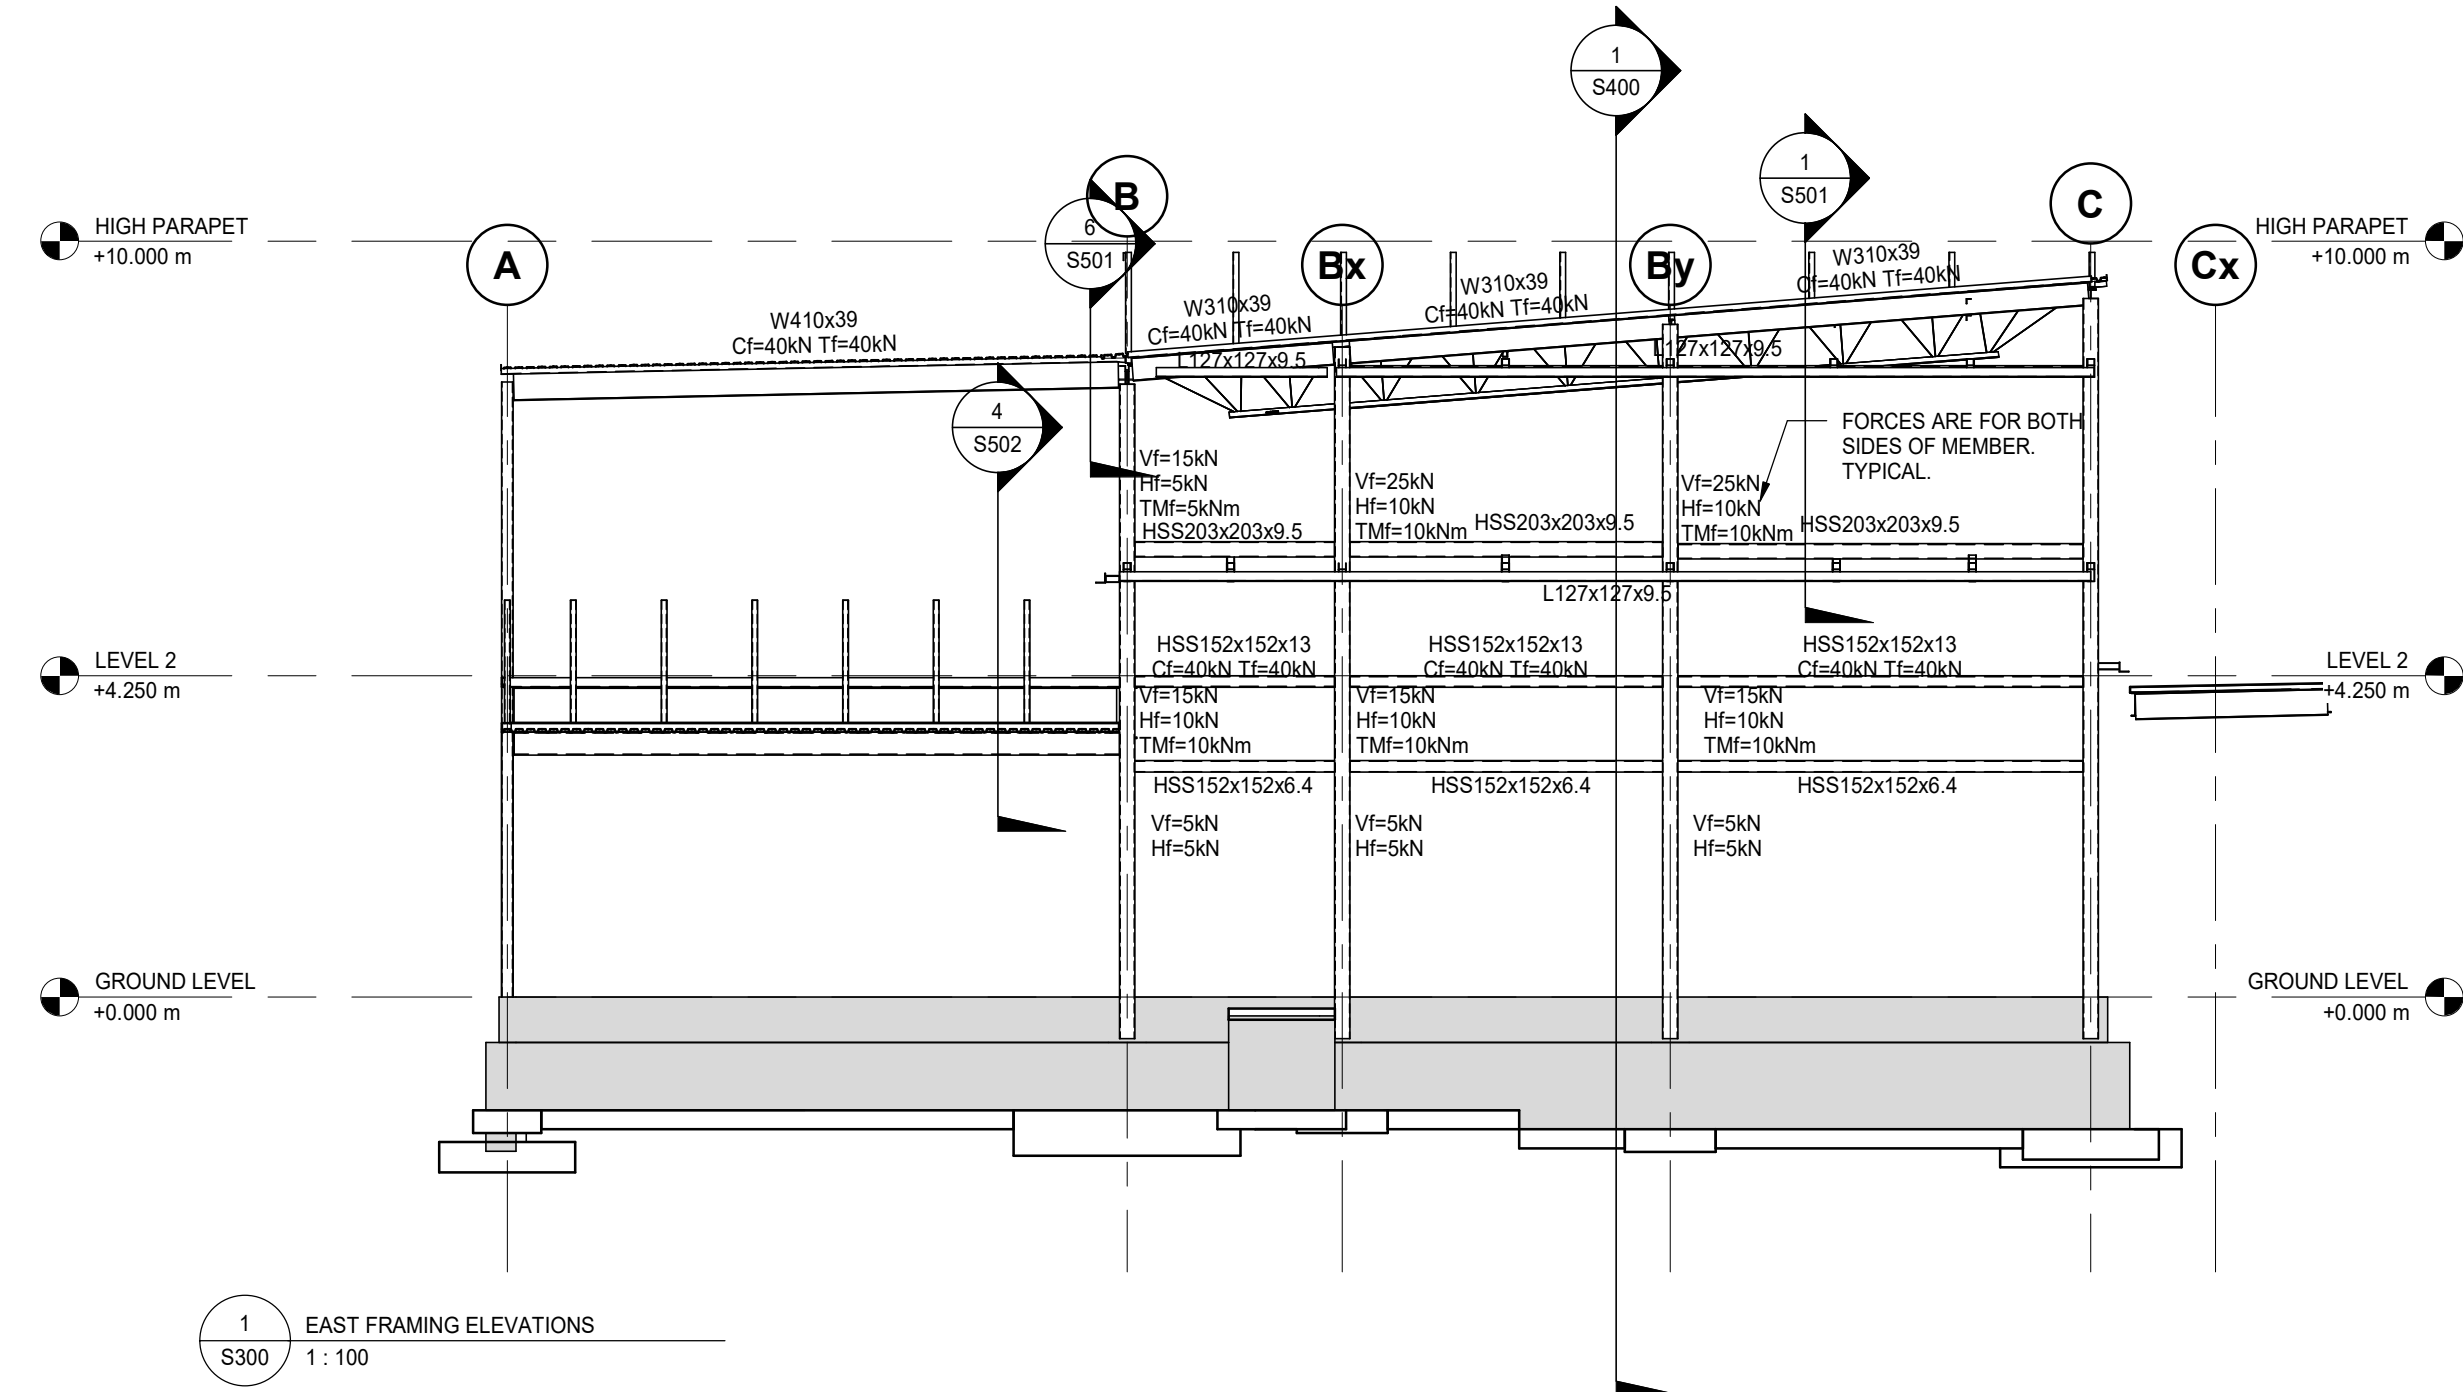 1
S400
1
S501
B
6
S501
C
HIGH PARAPET
+10.000 m
HIGH PARAPET
+10.000 m
A
Bx
By
Cx
W410x39
Cf=40kN Tf=40kN
W310x39
Cf=40kN Tf=40kN
W310x39
Cf=40kN Tf=40kN
W310x39
Cf=40kN Tf=40kN
L127x127x9.5
L127x127x9.5
4
S502
FORCES ARE FOR BOTH
SIDES OF MEMBER.
TYPICAL.
Vf=15kN
Hf=5kN
TMf=5kNm
HSS203x203x9.5
Vf=25kN
Hf=10kN
TMf=10kNm
HSS203x203x9.5
Vf=25kN
Hf=10kN
TMf=10kNm
HSS203x203x9.5
L127x127x9.5
LEVEL 2
+4.250 m
LEVEL 2
+4.250 m
HSS152x152x13
Cf=40kN Tf=40kN
HSS152x152x13
Cf=40kN Tf=40kN
HSS152x152x13
Cf=40kN Tf=40kN
Vf=15kN
Hf=10kN
TMf=10kNm
Vf=15kN
Hf=10kN
TMf=10kNm
Vf=15kN
Hf=10kN
TMf=10kNm
HSS152x152x6.4
HSS152x152x6.4
HSS152x152x6.4
Vf=5kN
Hf=5kN
Vf=5kN
Hf=5kN
Vf=5kN
Hf=5kN
GROUND LEVEL
+0.000 m
GROUND LEVEL
+0.000 m
1
S300
EAST FRAMING ELEVATIONS
1 : 100